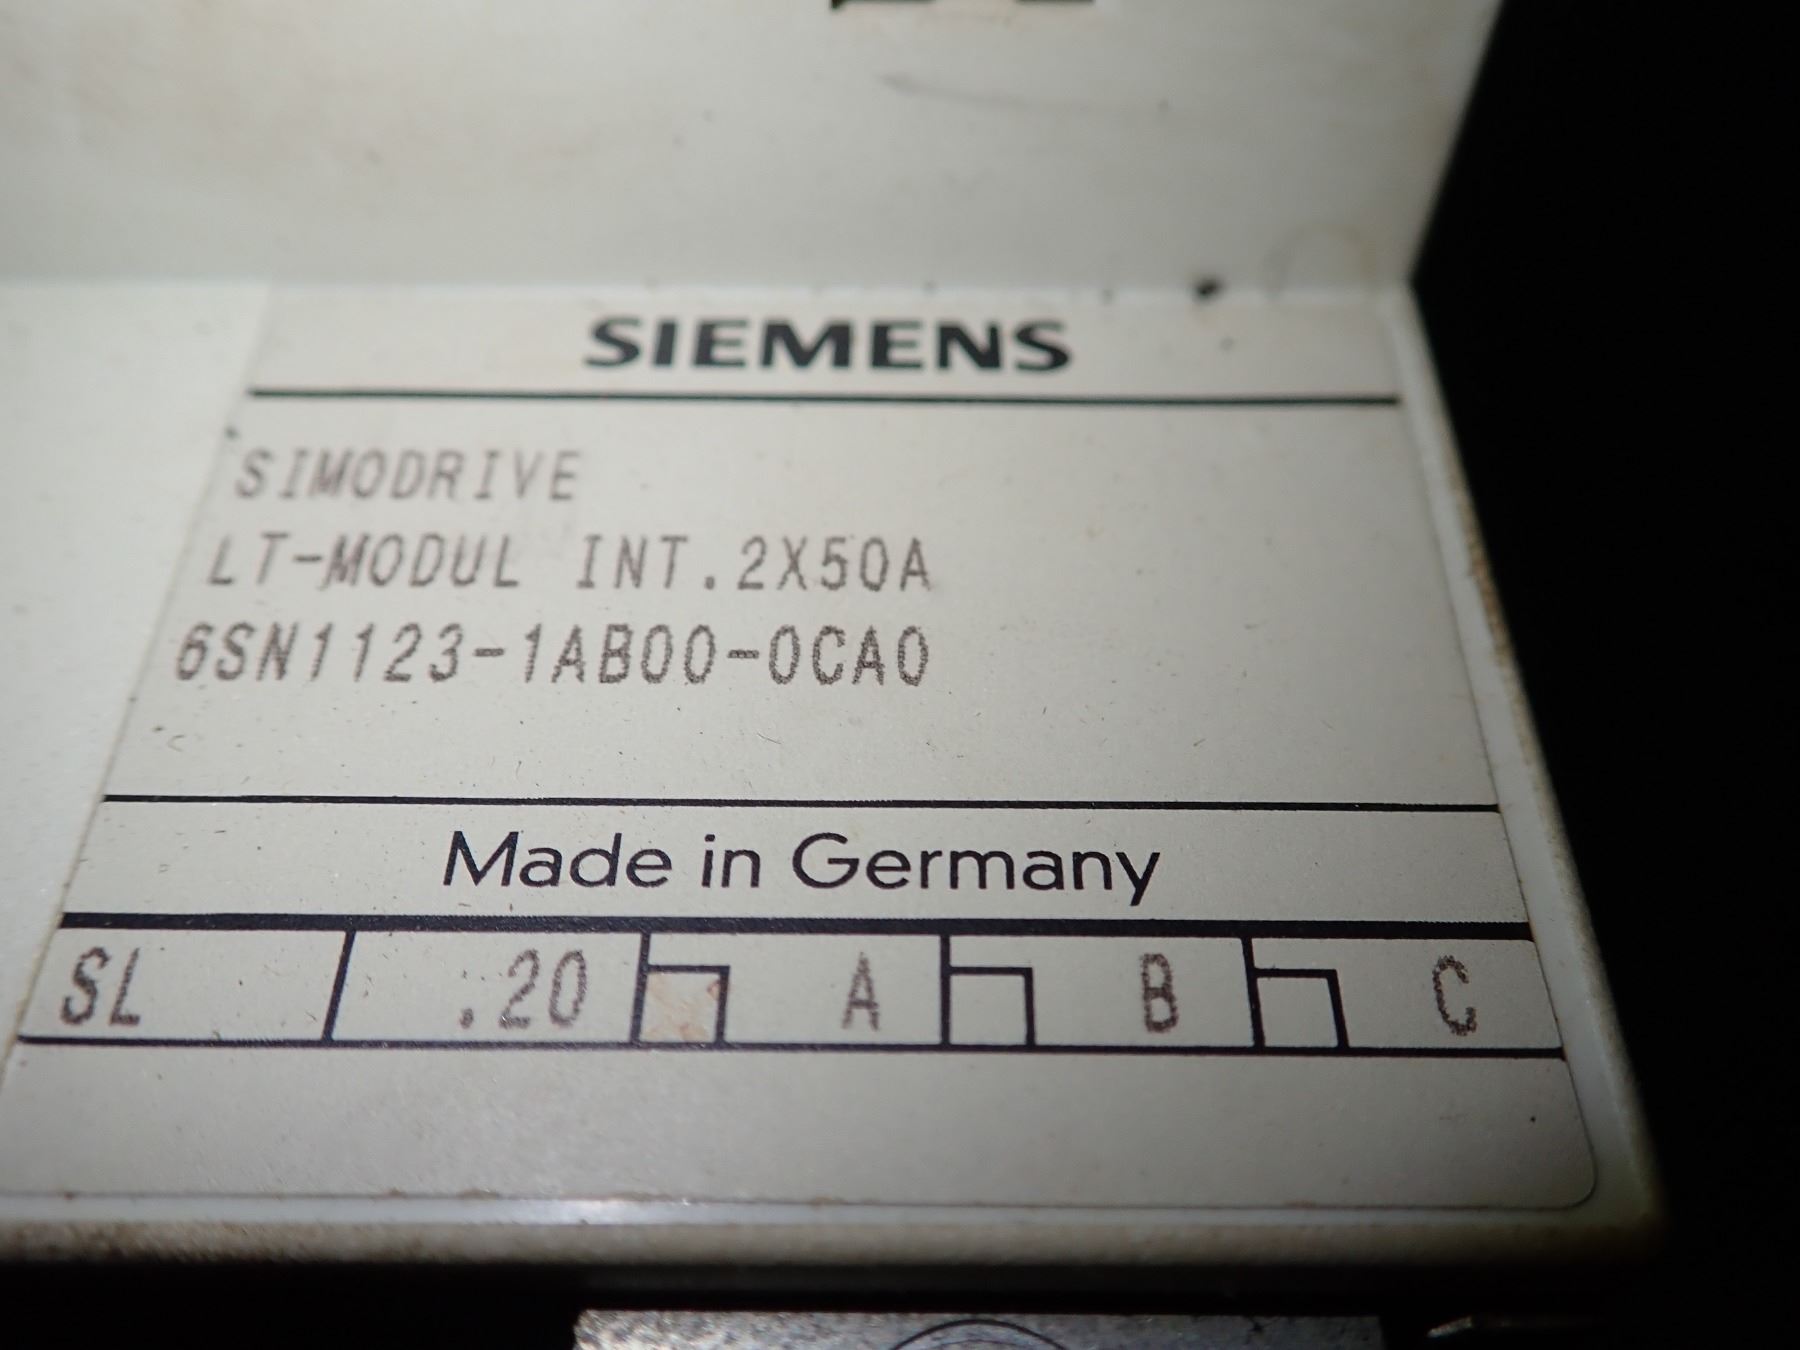 SIEMENS
SIMODRIVE
LT-MODUL INT.2X50A
6SN1123-1AB00-0CA0
Made in Germany
SL .20 A B C